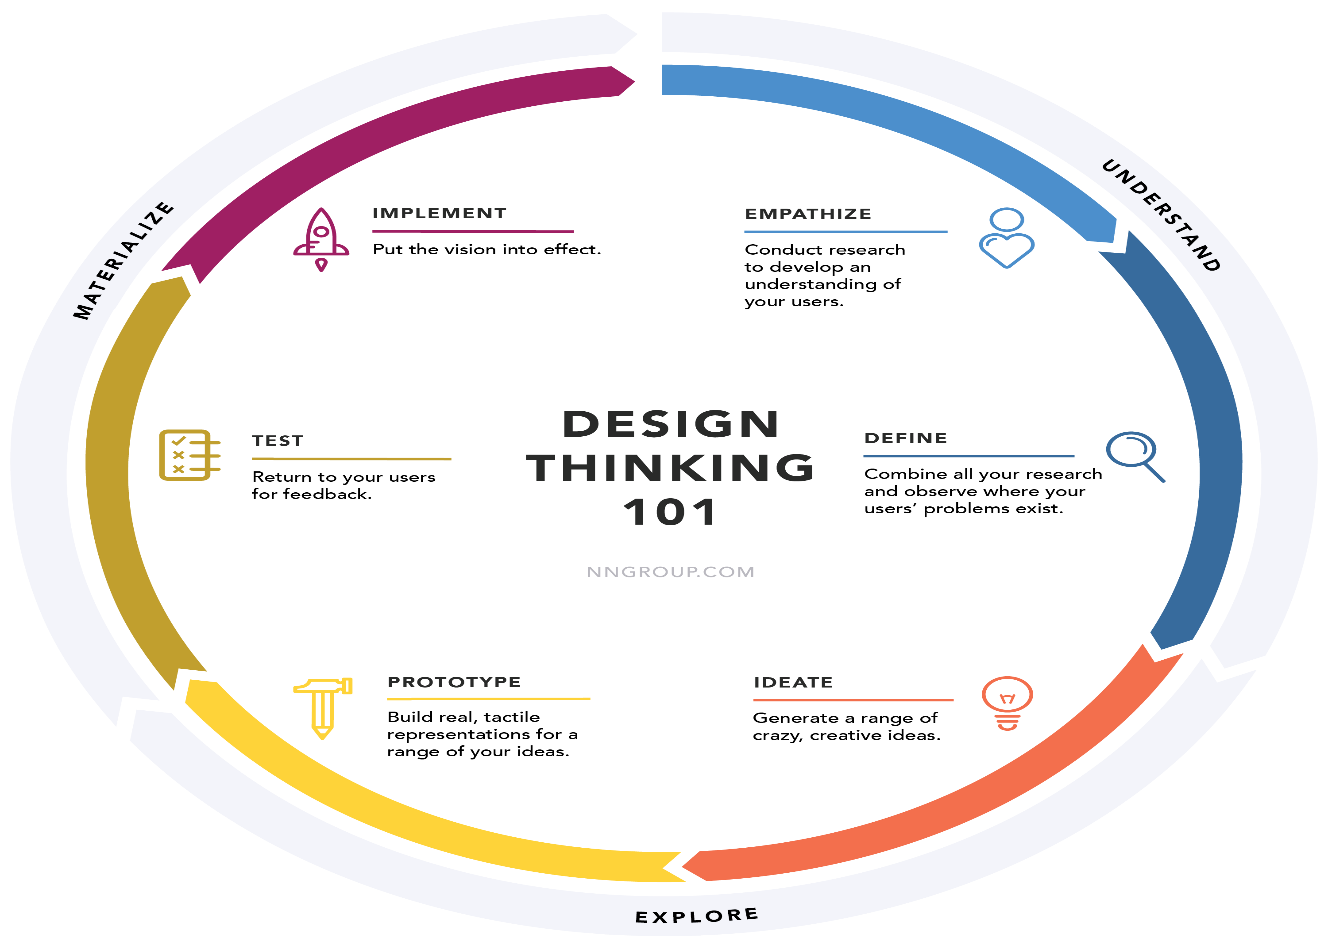 UNDERSTAND
MATERIALIZE
IMPLEMENT
Put the vision into effect.
EMPATHIZE
Conduct research
to develop an
understanding of
your users.
DESIGN
THINKING
101
NNGROUP.COM
TEST
Return to your users
for feedback.
DEFINE
Combine all your research
and observe where your
users’ problems exist.
PROTOTYPE
Build real, tactile
representations for a
range of your ideas.
IDEATE
Generate a range of
crazy, creative ideas.
EXPLORE